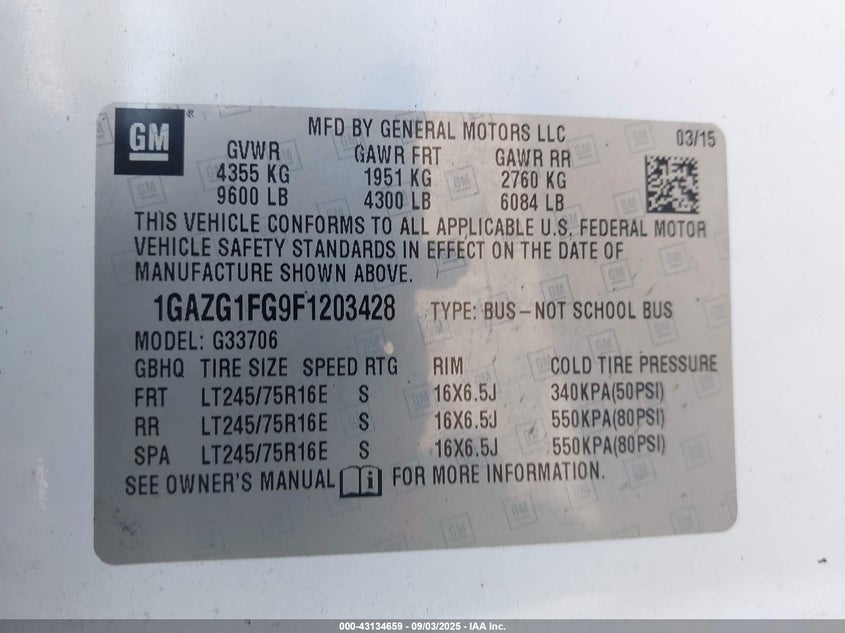 GM ®
MFD BY GENERAL MOTORS LLC 03/15
GVWR GAWR FRT GAWR RR
4355 KG 1951 KG 2760 KG
9600 LB 4300 LB 6084 LB
THIS VEHICLE CONFORMS TO ALL APPLICABLE U.S. FEDERAL MOTOR
VEHICLE SAFETY STANDARDS IN EFFECT ON THE DATE OF
MANUFACTURE SHOWN ABOVE.
1GAZG1FG9F1203428 TYPE: BUS – NOT SCHOOL BUS
MODEL: G33706
GBHQ TIRE SIZE SPEED RTG RIM COLD TIRE PRESSURE
FRT LT245/75R16E S 16X6.5J 340KPA(50PSI)
RR LT245/75R16E S 16X6.5J 550KPA(80PSI)
SPA LT245/75R16E S 16X6.5J 550KPA(80PSI)
SEE OWNER'S MANUAL FOR MORE INFORMATION.
000-43134659 - 09/03/2025 - IAA Inc.